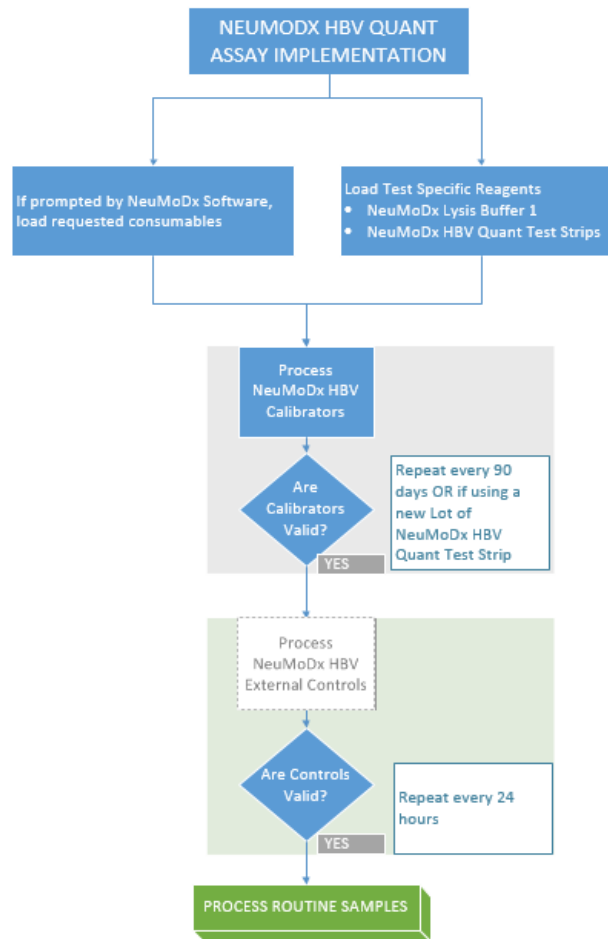 NEUMODX HBV QUANT
ASSAY IMPLEMENTATION
If prompted by NeuMoDx Software,
load requested consumables
Load Test Specific Reagents
• NeuMoDx Lysis Buffer 1
• NeuMoDx HBV Quant Test Strips
Process
NeuMoDx HBV
Calibrators
Are
Calibrators
Valid?
YES
Repeat every 90
days OR if using a
new Lot of
NeuMoDx HBV
Quant Test Strip
Process
NeuMoDx HBV
External Controls
Are Controls
Valid?
YES
Repeat every 24
hours
PROCESS ROUTINE SAMPLES